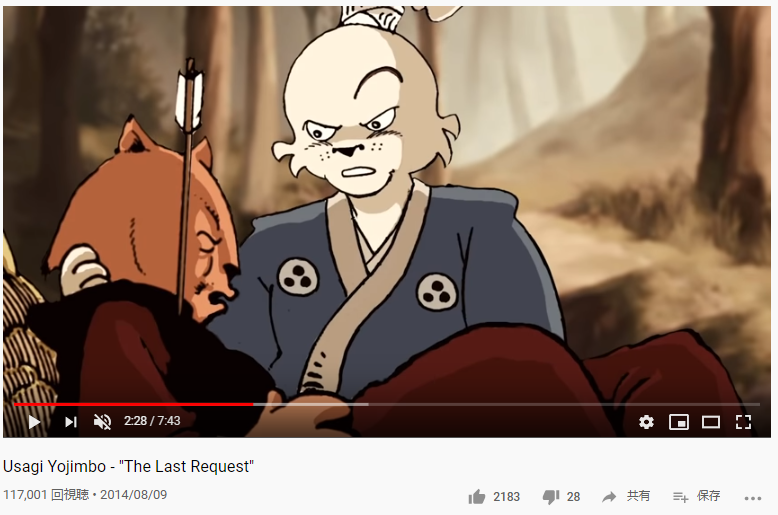 2:28 / 7:43
Usagi Yojimbo - "The Last Request"
117,001 回視聴 • 2014/08/09
2183
28
共有
保存